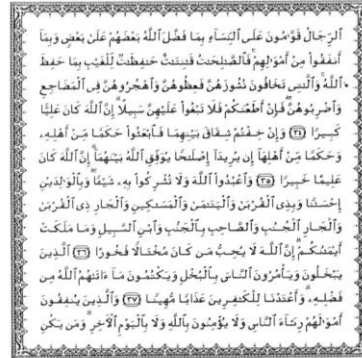 ٱلرِّجَالُ قَوَّٰمُونَ عَلَى ٱلنِّسَآءِ بِمَا فَضَّلَ ٱللَّهُ بَعْضَهُمْ عَلَىٰ بَعْضٍ وَبِمَآ
أَنفَقُوا۟ مِنْ أَمْوَٰلِهِمْ ۚ فَٱلصَّٰلِحَٰتُ قَٰنِتَٰتٌ حَٰفِظَٰتٌ لِّلْغَيْبِ بِمَا حَفِظَ
ٱللَّهُ ۚ وَٱلَّٰتِى تَخَافُونَ نُشُوزَهُنَّ فَعِظُوهُنَّ وَٱهْجُرُوهُنَّ فِى ٱلْمَضَاجِعِ
وَٱضْرِبُوهُنَّ ۖ فَإِنْ أَطَعْنَكُمْ فَلَا تَبْغُوا۟ عَلَيْهِنَّ سَبِيلًا ۗ إِنَّ ٱللَّهَ كَانَ عَلِيًّا
كَبِيرًا ﴿٣٤﴾ وَإِنْ خِفْتُمْ شِقَاقَ بَيْنِهِمَا فَٱبْعَثُوا۟ حَكَمًا مِّنْ أَهْلِهِۦ
وَحَكَمًا مِّنْ أَهْلِهَآ إِن يُرِيدَآ إِصْلَٰحًا يُوَفِّقِ ٱللَّهُ بَيْنَهُمَآ ۗ إِنَّ ٱللَّهَ كَانَ
عَلِيمًا خَبِيرًا ﴿٣٥﴾ وَٱعْبُدُوا۟ ٱللَّهَ وَلَا تُشْرِكُوا۟ بِهِۦ شَيْـًٔا ۖ وَبِٱلْوَٰلِدَيْنِ
إِحْسَٰنًا وَبِذِى ٱلْقُرْبَىٰ وَٱلْيَتَٰمَىٰ وَٱلْمَسَٰكِينِ وَٱلْجَارِ ذِى ٱلْقُرْبَىٰ
وَٱلْجَارِ ٱلْجُنُبِ وَٱلصَّاحِبِ بِٱلْجَنۢبِ وَٱبْنِ ٱلسَّبِيلِ وَمَا مَلَكَتْ
أَيْمَٰنُكُمْ ۗ إِنَّ ٱللَّهَ لَا يُحِبُّ مَن كَانَ مُخْتَالًا فَخُورًا ﴿٣٦﴾ ٱلَّذِينَ
يَبْخَلُونَ وَيَأْمُرُونَ ٱلنَّاسَ بِٱلْبُخْلِ وَيَكْتُمُونَ مَآ ءَاتَىٰهُمُ ٱللَّهُ مِن
فَضْلِهِۦ ۗ وَأَعْتَدْنَا لِلْكَٰفِرِينَ عَذَابًا مُّهِينًا ﴿٣٧﴾ وَٱلَّذِينَ يُنفِقُونَ
أَمْوَٰلَهُمْ رِئَآءَ ٱلنَّاسِ وَلَا يُؤْمِنُونَ بِٱللَّهِ وَلَا بِٱلْيَوْمِ ٱلْـَٔاخِرِ ۗ وَمَن يَكُنِ